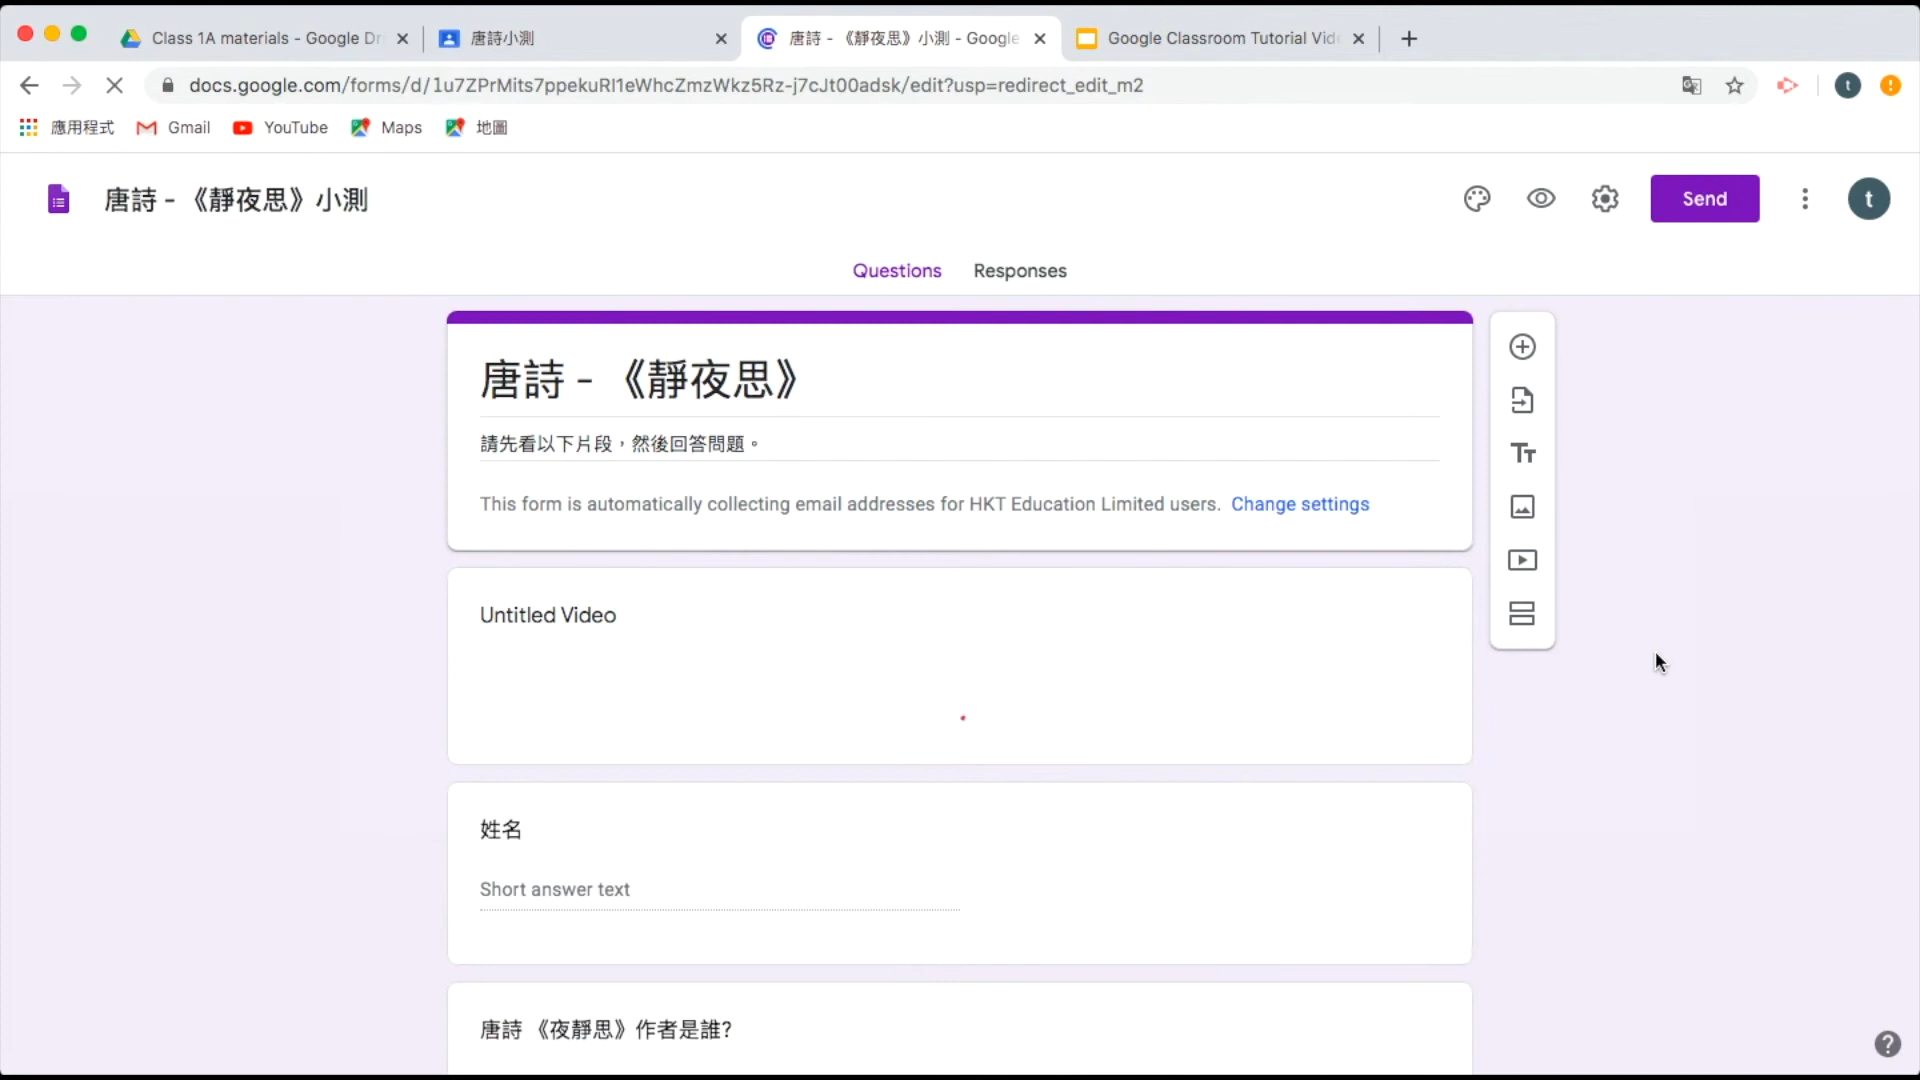 Class 1A materials - Google Dr
唐詩小測
唐詩 - 《靜夜思》小測 - Google
Google Classroom Tutorial Vid
docs.google.com/forms/d/1u7ZPrMits7ppekuRl1eWhcZmzWkz5Rz-j7cJt00adsk/edit?usp=redirect_edit_m2
t
應用程式
Gmail
YouTube
Maps
地圖
唐詩 - 《靜夜思》小測
Send
t
Questions
Responses
唐詩 - 《靜夜思》
請先看以下片段，然後回答問題。
This form is automatically collecting email addresses for HKT Education Limited users. Change settings
Untitled Video
姓名
Short answer text
唐詩 《夜靜思》作者是誰?